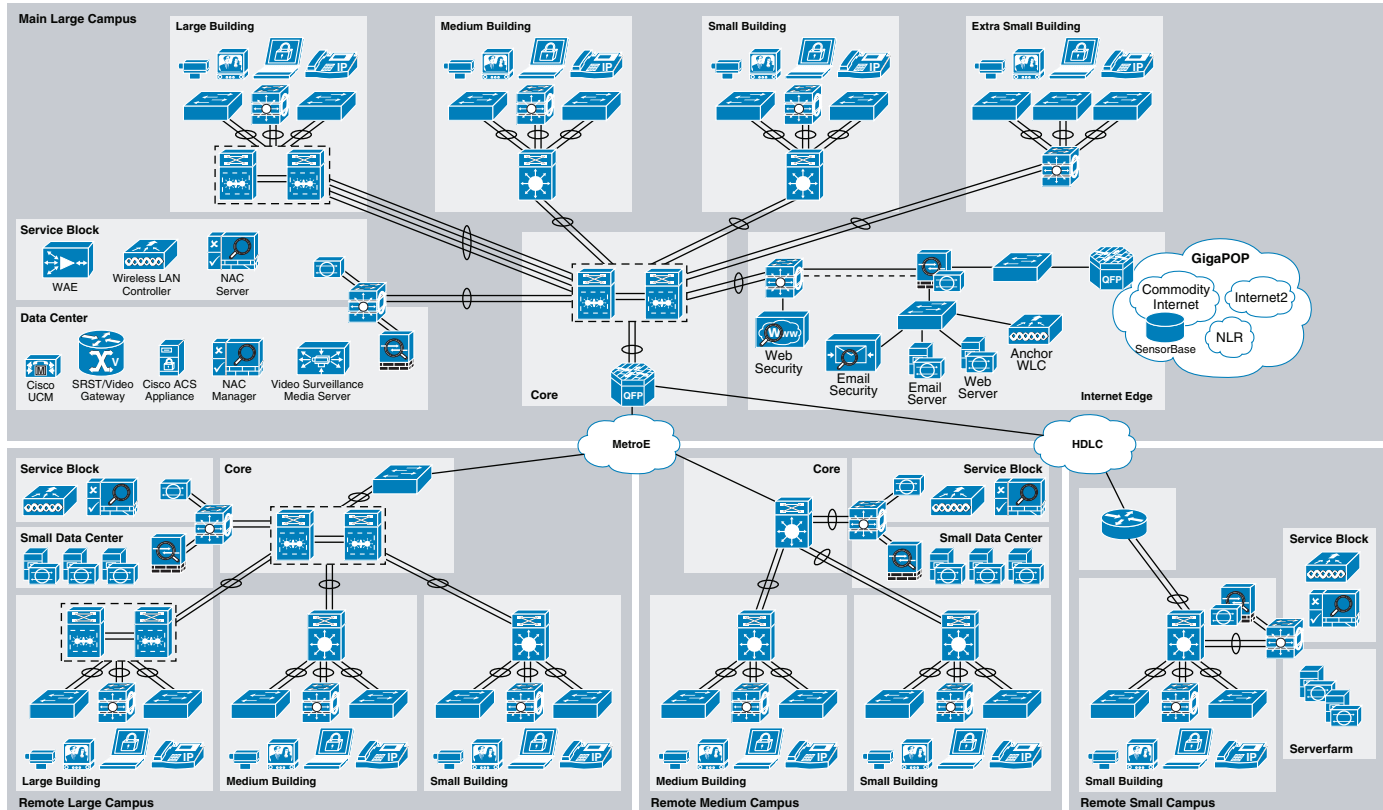 Main Large Campus
Large Building
Medium Building
Small Building
Extra Small Building
IP
IP
IP
IP
Service Block
WAE
Wireless LAN
Controller
NAC
Server
Data Center
M
Cisco
UCM
V
SRST/Video
Gateway
Cisco ACS
Appliance
NAC
Manager
Video Surveillance
Media Server
QFP
Core
Www
Web
Security
Email
Security
Email
Server
Web
Server
Anchor
WLC
QFP
Internet Edge
GigaPOP
Commodity
Internet
Internet2
SensorBase
NLR
MetroE
HDLC
Service Block
Core
Small Data Center
IP
IP
IP
Large Building
Medium Building
Small Building
Remote Large Campus
Core
Service Block
Small Data Center
IP
IP
Medium Building
Small Building
Remote Medium Campus
Service Block
Serverfarm
IP
Small Building
Remote Small Campus